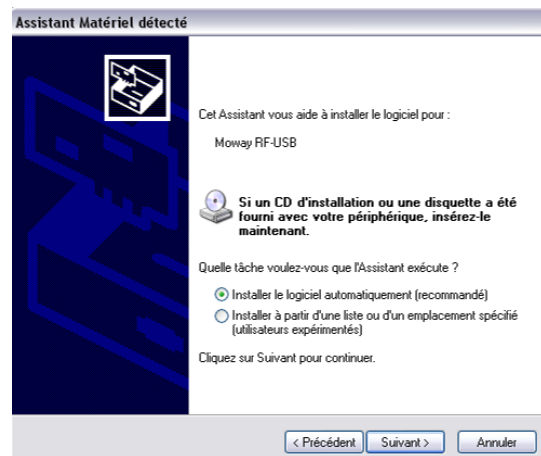 Assistant Matériel détecté
Cet Assistant vous aide à installer le logiciel pour :
Moway RF-USB
Si un CD d'installation ou une disquette a été
fourni avec votre périphérique, insérez-le
maintenant.
Quelle tâche voulez-vous que l'Assistant exécute ?
Installer le logiciel automatiquement (recommandé)
Installer à partir d'une liste ou d'un emplacement spécifié
(utilisateurs expérimentés)
Cliquez sur Suivant pour continuer.
< Précédent Suivant > Annuler